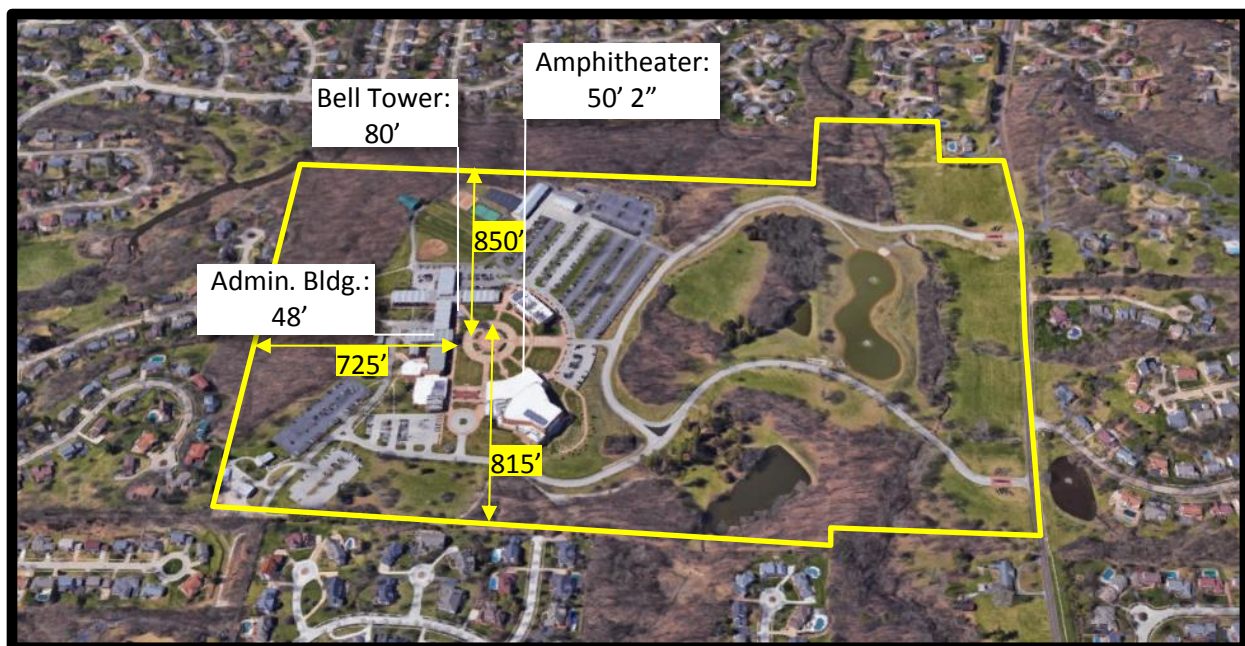 Amphitheater:
50’ 2”
Bell Tower:
80’
850’
Admin. Bldg.:
48’
725’
815’